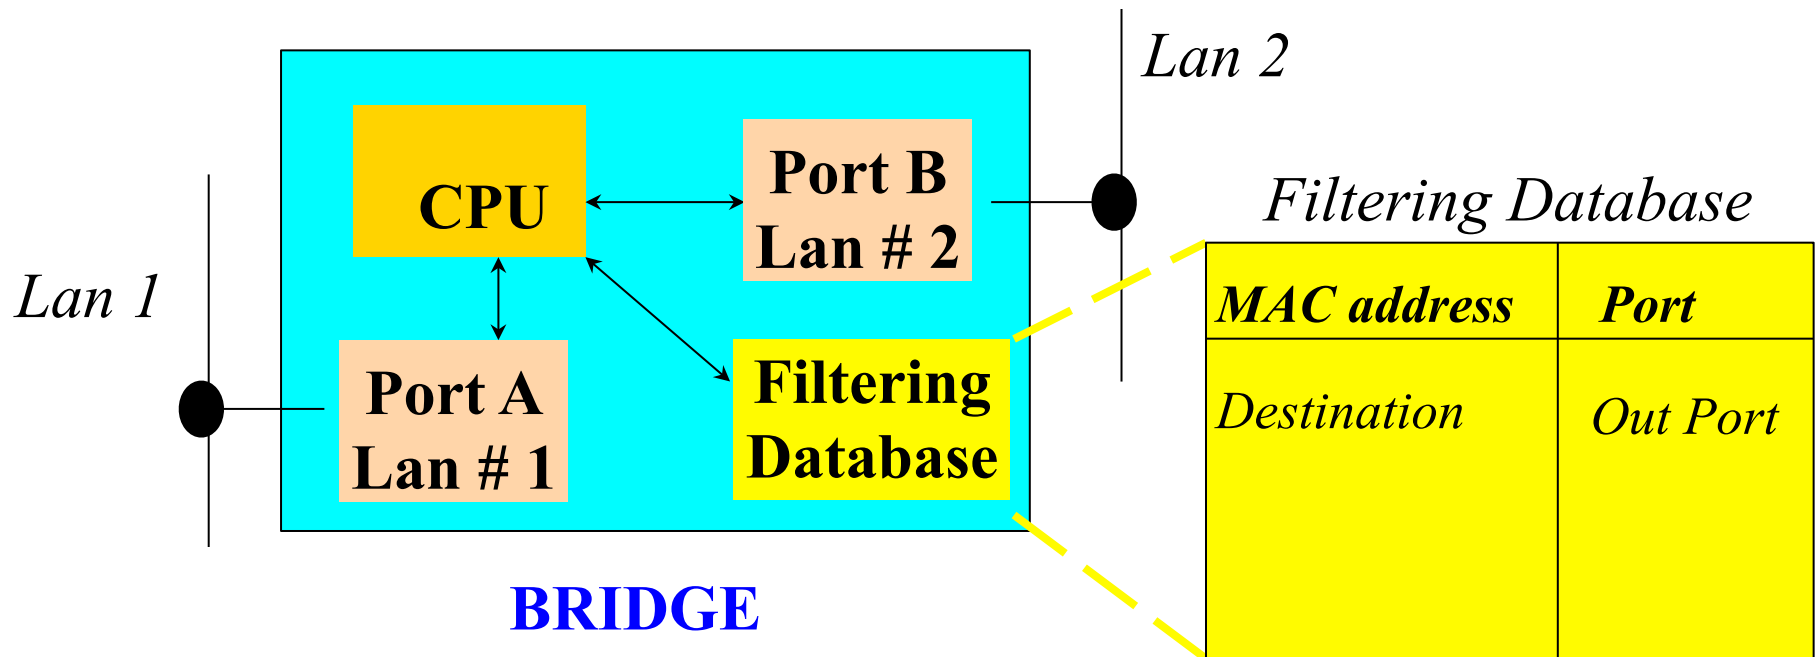 Lan 2
CPU
Port B
Lan # 2
Lan 1
Port A
Lan # 1
Filtering
Database
BRIDGE
Filtering Database
MAC address Port
Destination Out Port